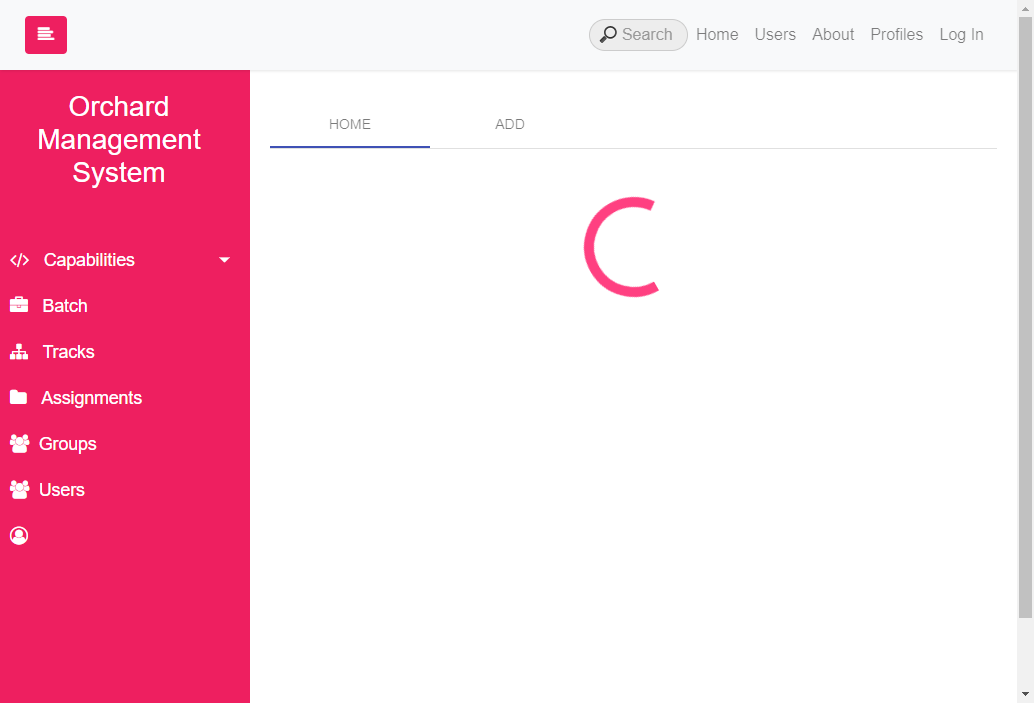 Search
Home
Users
About
Profiles
Log In
Orchard
Management
System
HOME
ADD
Capabilities
Batch
Tracks
Assignments
Groups
Users